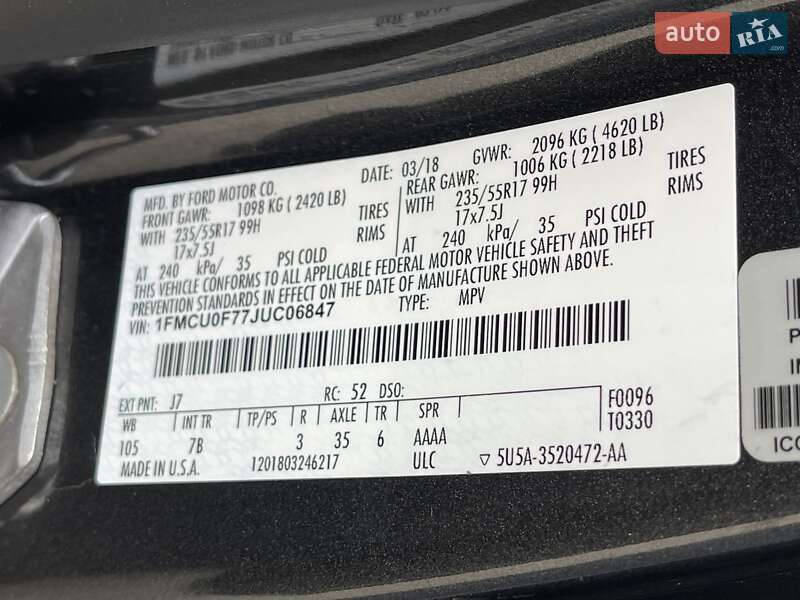 auto RIA .com
MFD. BY FORD MOTOR CO. DATE: 03/18 GVWR: 2096 KG ( 4620 LB)
FRONT GAWR: 1098 KG ( 2420 LB) REAR GAWR: 1006 KG ( 2218 LB)
WITH 235/55R17 99H TIRES WITH 235/55R17 99H TIRES
17x7.5J RIMS 17x7.5J RIMS
AT 240 kPa/ 35 PSI COLD AT 240 kPa/ 35 PSI COLD
THIS VEHICLE CONFORMS TO ALL APPLICABLE FEDERAL MOTOR VEHICLE SAFETY AND THEFT
PREVENTION STANDARDS IN EFFECT ON THE DATE OF MANUFACTURE SHOWN ABOVE.
VIN: 1FMCU0F77JUC06847 TYPE: MPV
EXT PNT: J7 RC: 52 DSO: F0096
WB INT TR TP/PS R AXLE TR SPR T0330
105 7B 3 35 6 AAAA
MADE IN U.S.A. 1201803246217 ULC ▽ 5U5A-3520472-AA